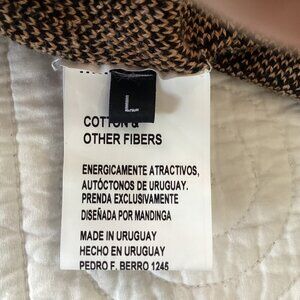 L
COTTON &
OTHER FIBERS
ENERGICAMENTE ATRACTIVOS,
AUTÓCTONOS DE URUGUAY.
PRENDA EXCLUSIVAMENTE
DISEÑADA POR MANDINGA
MADE IN URUGUAY
HECHO EN URUGUAY
PEDRO F. BERRO 1245